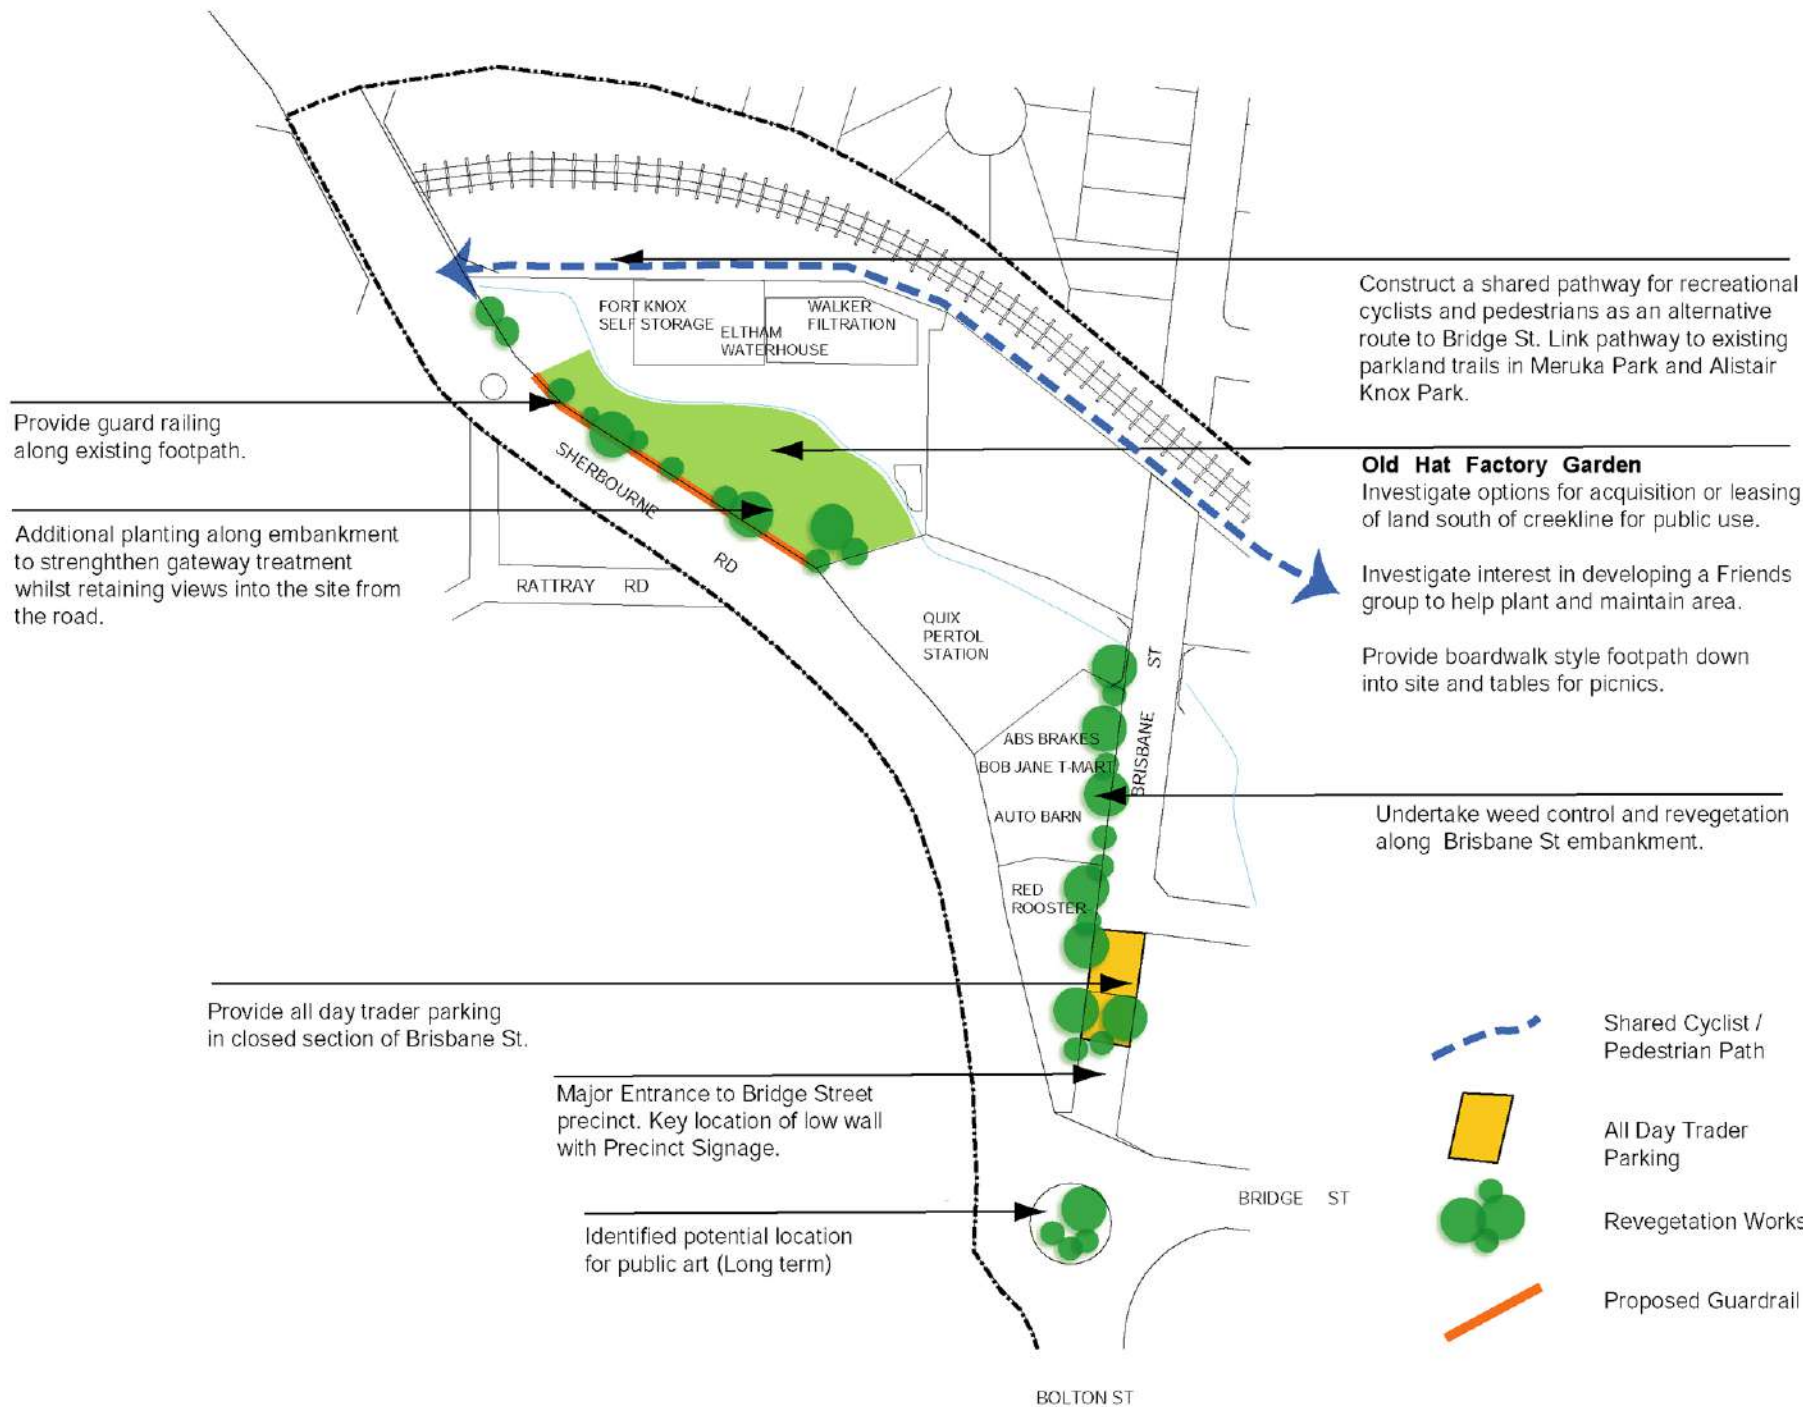 FORT KNOX
SELF STORAGE
ELTHAM
WATERHOUSE
WALKER
FILTRATION
Construct a shared pathway for recreational
cyclists and pedestrians as an alternative
route to Bridge St. Link pathway to existing
parkland trails in Meruka Park and Alistair
Knox Park.
Provide guard railing
along existing footpath.
Old Hat Factory Garden
Investigate options for acquisition or leasing
of land south of creekline for public use.
Investigate interest in developing a Friends
group to help plant and maintain area.
Provide boardwalk style footpath down
into site and tables for picnics.
SHERBOURNE RD
Additional planting along embankment
to strenghten gateway treatment
whilst retaining views into the site from
the road.
RATTRAY RD
QUIX
PERTOL
STATION
BRISBANE ST
ABS BRAKES
BOB JANE T-MART
AUTO BARN
Undertake weed control and revegetation
along Brisbane St embankment.
RED
ROOSTER
Provide all day trader parking
in closed section of Brisbane St.
Major Entrance to Bridge Street
precinct. Key location of low wall
with Precinct Signage.
Identified potential location
for public art (Long term)
BRIDGE ST
BOLTON ST
Shared Cyclist /
Pedestrian Path
All Day Trader
Parking
Revegetation Works
Proposed Guardrail